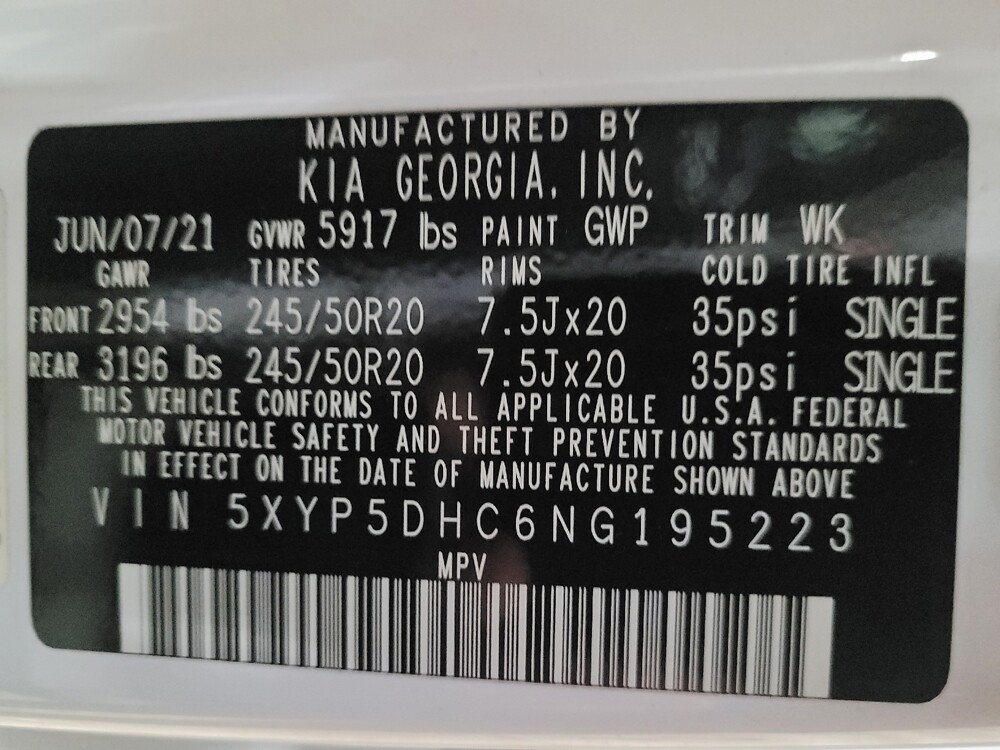 MANUFACTURED BY
KIA GEORGIA, INC.
JUN/07/21 GVWR 5917 lbs PAINT GWP TRIM WK
GAWR TIRES RIMS COLD TIRE INFL
FRONT 2954 lbs 245/50R20 7.5Jx20 35psi SINGLE
REAR 3196 lbs 245/50R20 7.5Jx20 35psi SINGLE
THIS VEHICLE CONFORMS TO ALL APPLICABLE U.S.A. FEDERAL
MOTOR VEHICLE SAFETY AND THEFT PREVENTION STANDARDS
IN EFFECT ON THE DATE OF MANUFACTURE SHOWN ABOVE
VIN 5XYP5DHC6NG195223
MPV